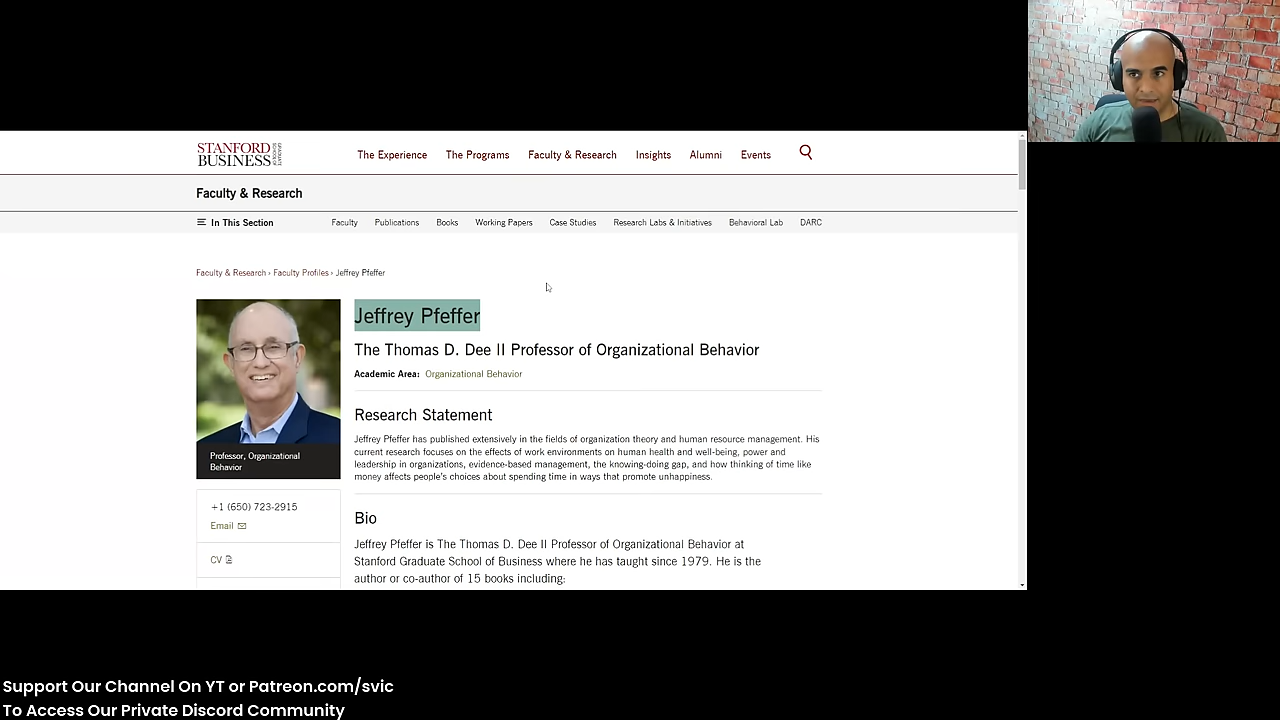 STANFORD
BUSINESS
GRADUATE
SCHOOL OF
BUSINESS
The Experience
The Programs
Faculty & Research
Insights
Alumni
Events
Faculty & Research
In This Section
Faculty
Publications
Books
Working Papers
Case Studies
Research Labs & Initiatives
Behavioral Lab
DARC
Faculty & Research › Faculty Profiles › Jeffrey Pfeffer
Jeffrey Pfeffer
The Thomas D. Dee II Professor of Organizational Behavior
Academic Area: Organizational Behavior
Research Statement
Jeffrey Pfeffer has published extensively in the fields of organization theory and human resource management. His
current research focuses on the effects of work environments on human health and well-being, power and
leadership in organizations, evidence-based management, the knowing-doing gap, and how thinking of time like
money affects people's choices about spending time in ways that promote unhappiness.
Professor, Organizational
Behavior
+1 (650) 723-2915
Email
CV
Bio
Jeffrey Pfeffer is The Thomas D. Dee II Professor of Organizational Behavior at
Stanford Graduate School of Business where he has taught since 1979. He is the
author or co-author of 15 books including:
Support Our Channel On YT or Patreon.com/svic
To Access Our Private Discord Community